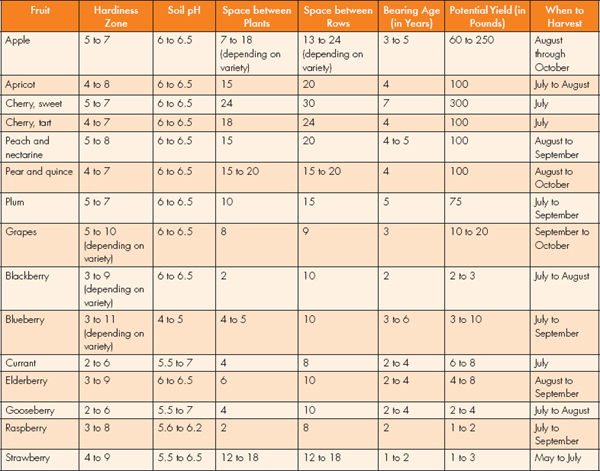 Fruit Hardiness Zone Soil pH Space between Plants Space between Rows Bearing Age (in Years) Potential Yield (in Pounds) When to Harvest
Apple 5 to 7 6 to 6.5 7 to 18 (depending on variety) 13 to 24 (depending on variety) 3 to 5 60 to 250 August through October
Apricot 4 to 8 6 to 6.5 15 20 4 100 July to August
Cherry, sweet 5 to 7 6 to 6.5 24 30 7 300 July
Cherry, tart 4 to 7 6 to 6.5 18 24 4 100 July
Peach and nectarine 5 to 8 6 to 6.5 15 20 4 to 5 100 August to September
Pear and quince 4 to 7 6 to 6.5 15 to 20 15 to 20 4 100 August to October
Plum 5 to 7 6 to 6.5 10 15 5 75 July to September
Grapes 5 to 10 (depending on variety) 6 to 6.5 8 9 3 10 to 20 September to October
Blackberry 3 to 9 (depending on variety) 6 to 6.5 2 10 2 2 to 3 July to August
Blueberry 3 to 11 (depending on variety) 4 to 5 4 to 5 10 3 to 6 3 to 10 July to September
Currant 2 to 6 5.5 to 7 4 8 2 to 4 6 to 8 July
Elderberry 3 to 9 6 to 6.5 6 10 2 to 4 4 to 8 August to September
Gooseberry 2 to 6 5.5 to 7 4 10 2 to 4 2 to 4 July to August
Raspberry 3 to 8 5.6 to 6.2 2 8 2 1 to 2 July to September
Strawberry 4 to 9 5.5 to 6.5 12 to 18 12 to 18 1 to 2 1 to 3 May to July